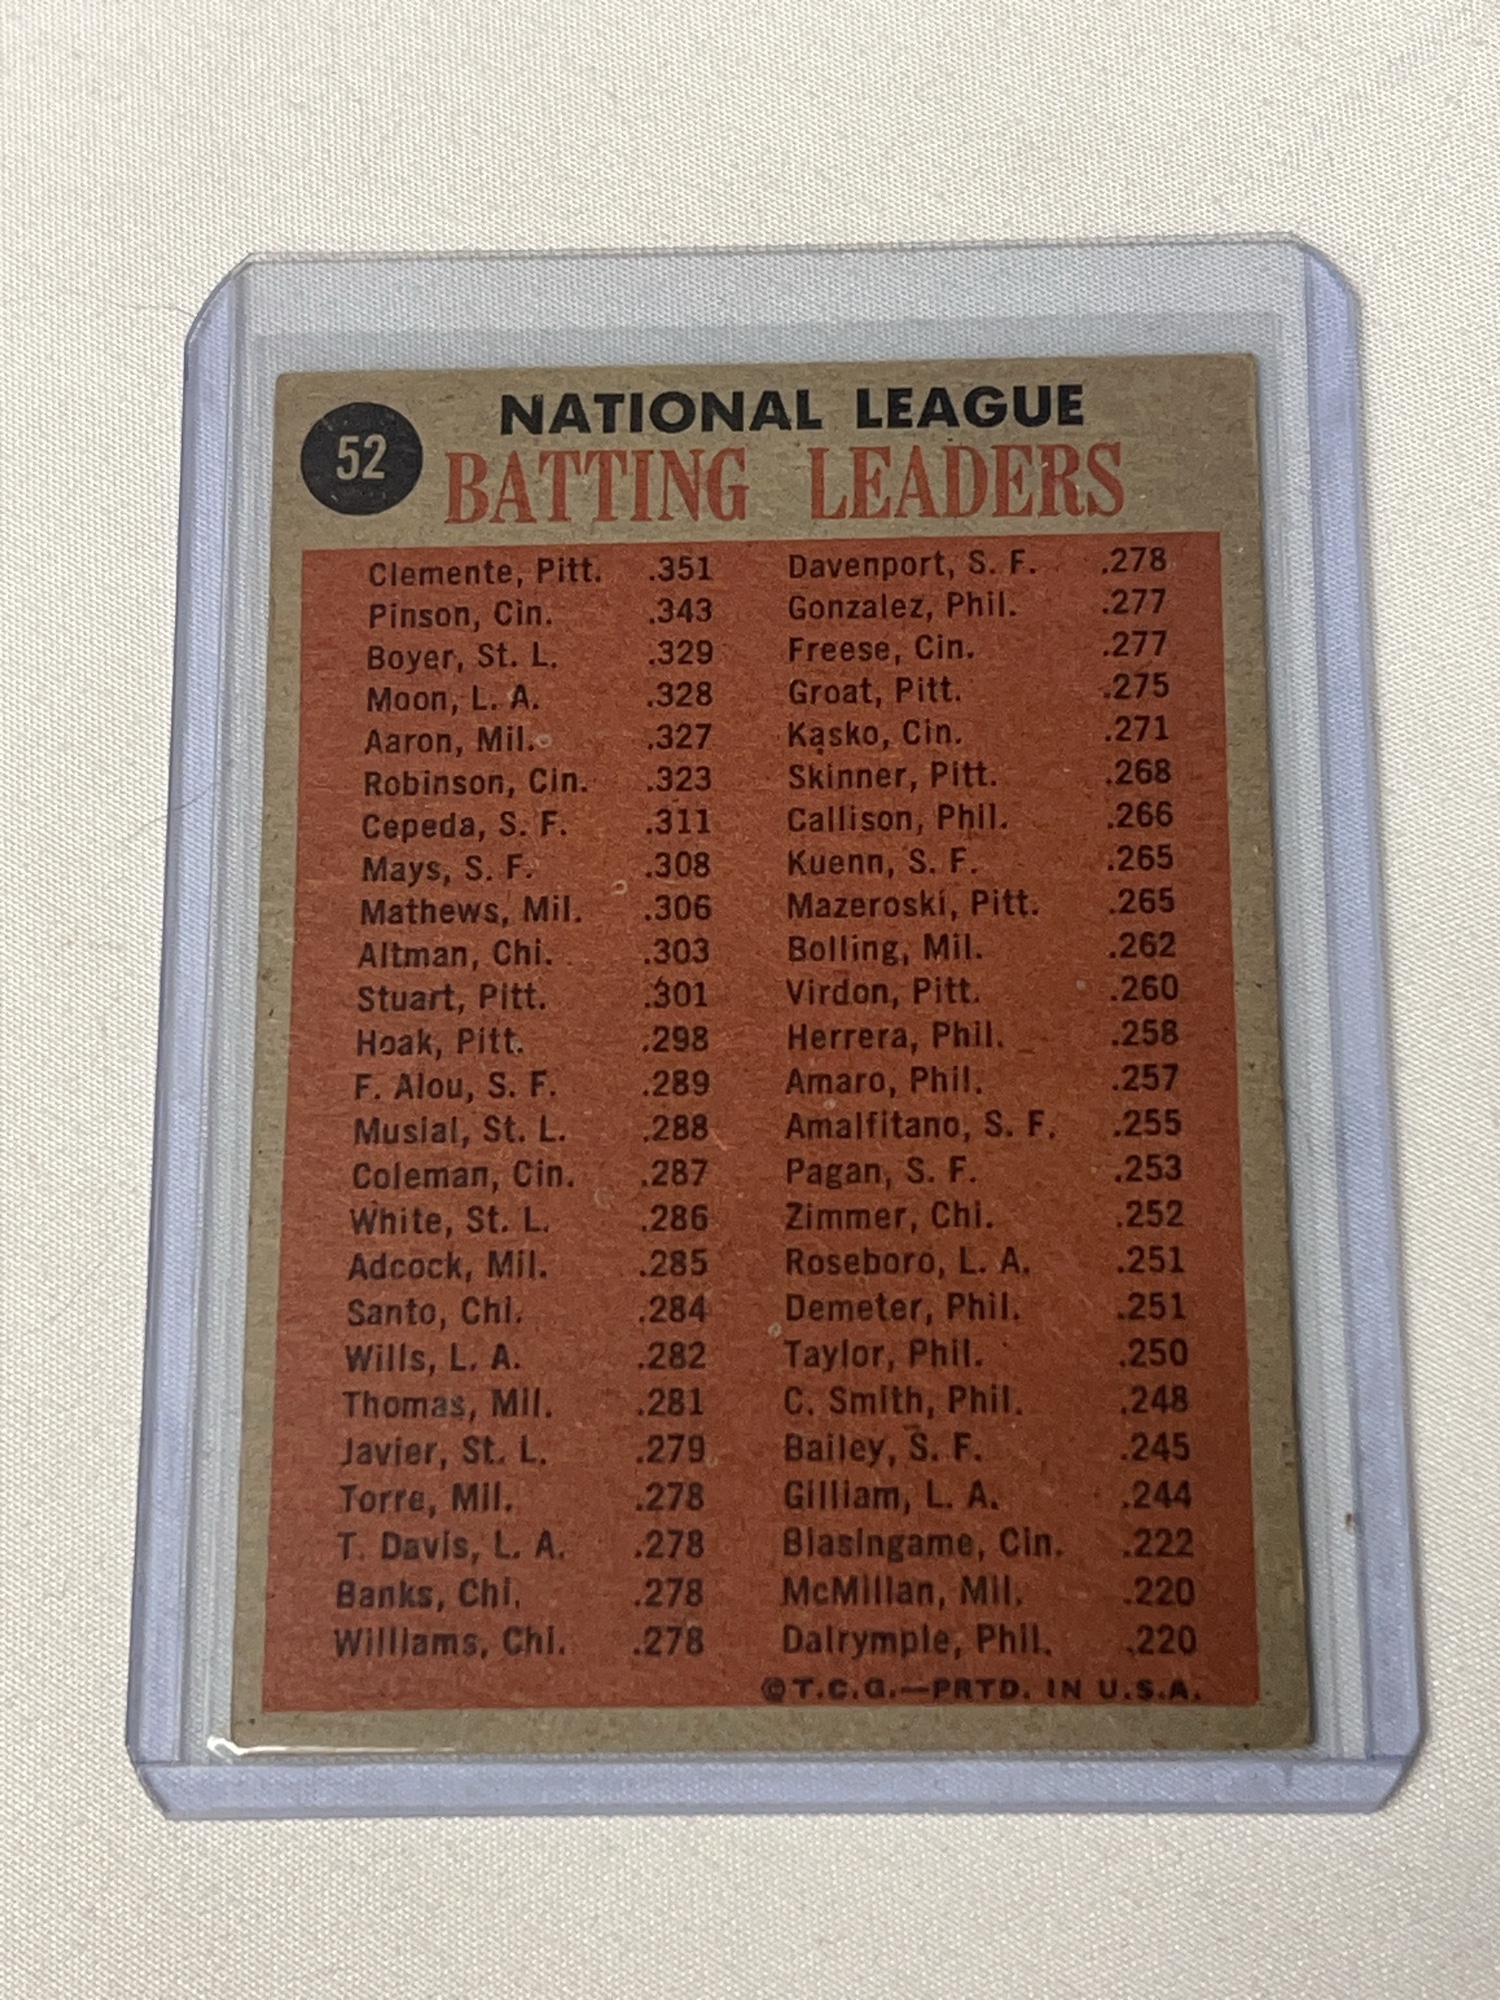 52
NATIONAL LEAGUE
BATTING LEADERS
Clemente, Pitt. .351
Pinson, Cin. .343
Boyer, St. L. .329
Moon, L. A. .328
Aaron, Mil. .327
Robinson, Cin. .323
Cepeda, S. F. .311
Mays, S. F. .308
Mathews, Mil. .306
Altman, Chi. .303
Stuart, Pitt. .301
Hoak, Pitt. .298
F. Alou, S. F. .289
Musial, St. L. .288
Coleman, Cin. .287
White, St. L. .286
Adcock, Mil. .285
Santo, Chi. .284
Wills, L. A. .282
Thomas, Mil. .281
Javier, St. L. .279
Torre, Mil. .278
T. Davis, L. A. .278
Banks, Chi. .278
Williams, Chi. .278
Davenport, S. F. .278
Gonzalez, Phil. .277
Freese, Cin. .277
Groat, Pitt. .275
Kasko, Cin. .271
Skinner, Pitt. .268
Callison, Phil. .266
Kuenn, S. F. .265
Mazeroski, Pitt. .265
Bolling, Mil. .262
Virdon, Pitt. .260
Herrera, Phil. .258
Amaro, Phil. .257
Amalfitano, S. F. .255
Pagan, S. F. .253
Zimmer, Chi. .252
Roseboro, L. A. .251
Demeter, Phil. .251
Taylor, Phil. .250
C. Smith, Phil. .248
Bailey, S. F. .245
Gilliam, L. A. .244
Blasingame, Cin. .222
McMillan, Mil. .220
Dalrymple, Phil. .220
©T.C.G.—PRTD. IN U.S.A.